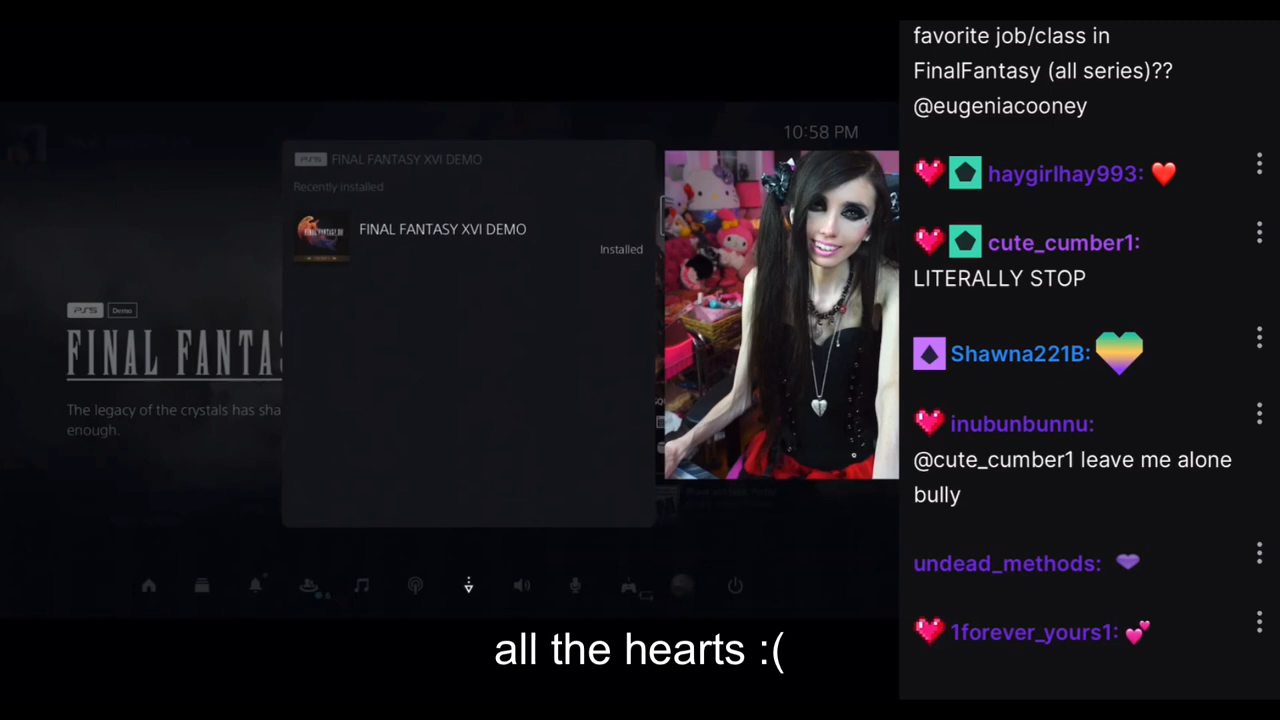 favorite job/class in
FinalFantasy (all series)??
@eugeniacooney
10:58 PM
PS5 FINAL FANTASY XVI DEMO
Recently installed
FINAL FANTASY XVI DEMO
Installed
PS5 Demo
FINAL FANTAS
The legacy of the crystals has sha
enough.
haygirlhay993:
cute_cumber1:
LITERALLY STOP
Shawna221B:
inubunbunnu:
@cute_cumber1 leave me alone
bully
undead_methods:
1forever_yours1:
all the hearts :(